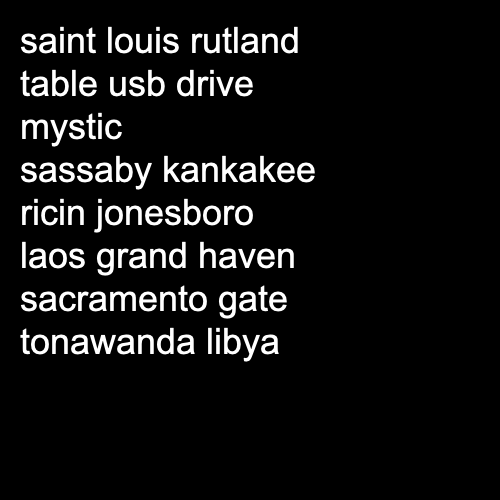 saint louis rutland
table usb drive
mystic
sassaby kankakee
ricin jonesboro
laos grand haven
sacramento gate
tonawanda libya